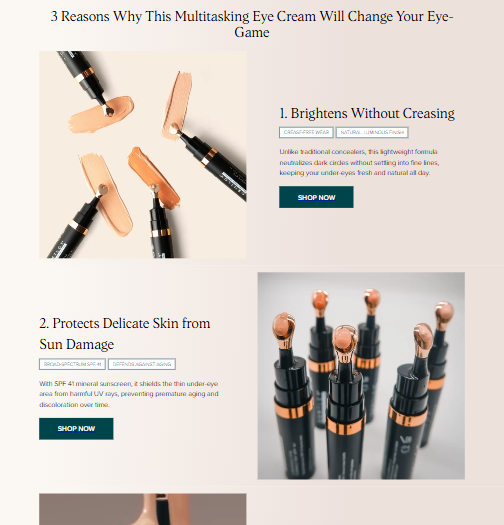 3 Reasons Why This Multitasking Eye Cream Will Change Your Eye-
Game
1. Brightens Without Creasing
CREASE-FREE WEAR
NATURAL LUMINOUS FINISH
Unlike traditional concealers, this lightweight formula
neutralizes dark circles without settling into fine lines,
keeping your under-eyes fresh and natural all day.
SHOP NOW
2. Protects Delicate Skin from
Sun Damage
BROAD-SPECTRUM SPF 41
DEFENDS AGAINST AGING
With SPF 41 mineral sunscreen, it shields the thin under-eye
area from harmful UV rays, preventing premature aging and
discoloration over time.
SHOP NOW